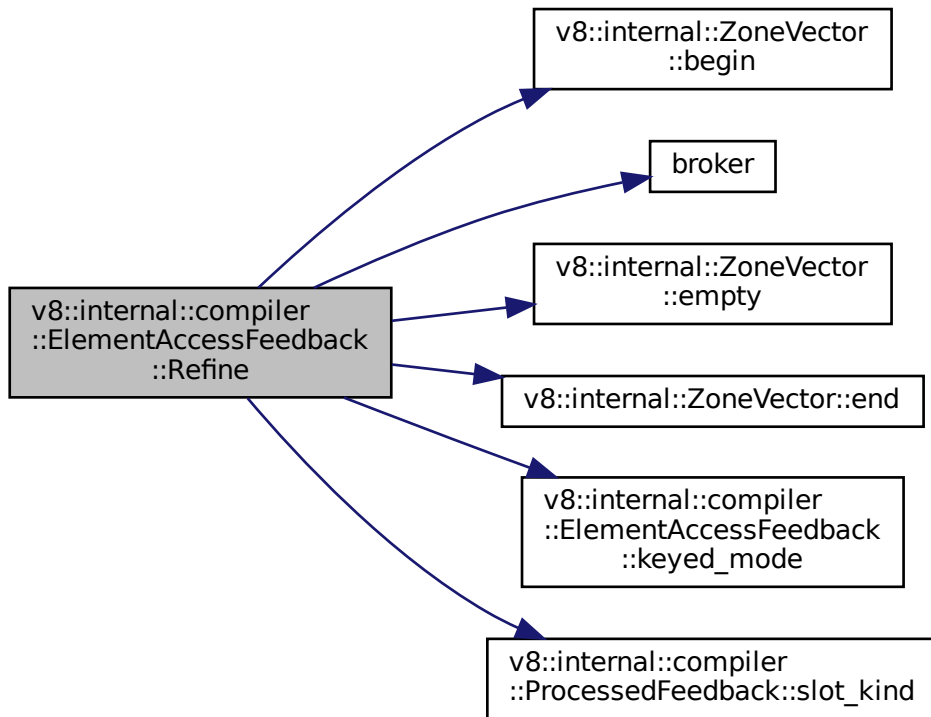 v8::internal::ZoneVector
::begin
broker
v8::internal::ZoneVector
::empty
v8::internal::compiler
::ElementAccessFeedback
::Refine
v8::internal::ZoneVector::end
v8::internal::compiler
::ElementAccessFeedback
::keyed_mode
v8::internal::compiler
::ProcessedFeedback::slot_kind